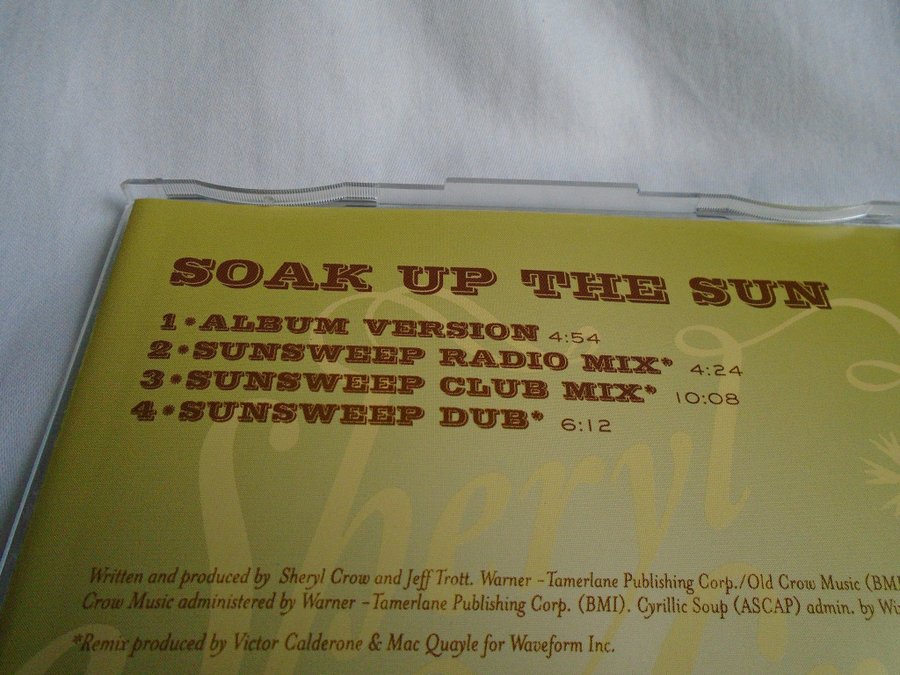 SOAK UP THE SUN
1•ALBUM VERSION 4:54
2•SUNSWEEP RADIO MIX* 4:24
3•SUNSWEEP CLUB MIX* 10:08
4•SUNSWEEP DUB* 6:12
Sheryl
Written and produced by Sheryl Crow and Jeff Trott. Warner –Tamerlane Publishing Corp./Old Crow Music (BMI
Crow Music administered by Warner –Tamerlane Publishing Corp. (BMI). Cyrillic Soup (ASCAP) admin. by
*Remix produced by Victor Calderone & Mac Quayle for Waveform Inc.